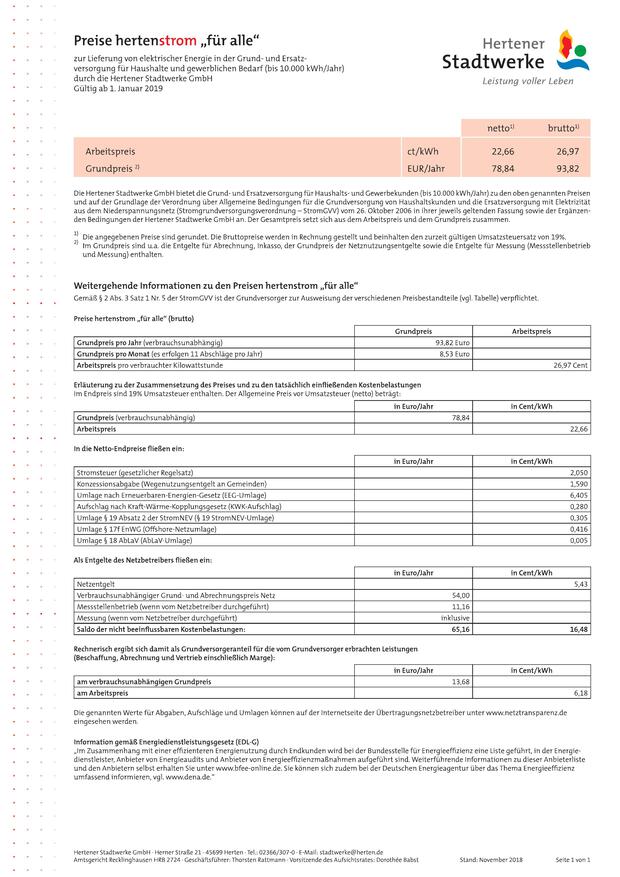 Preise hertenstrom „für alle“
zur Lieferung von elektrischer Energie in der Grund- und Ersatz-
versorgung für Haushalte und gewerblichen Bedarf (bis 10.000 kWh/Jahr)
durch die Hertener Stadtwerke GmbH
Gültig ab 1. Januar 2019
Hertener
Stadtwerke
Leistung voller Leben
netto1) brutto1)
Arbeitspreis ct/kWh 22,66 26,97
Grundpreis 2) EUR/Jahr 78,84 93,82
Die Hertener Stadtwerke GmbH bietet die Grund- und Ersatzversorgung für Haushalts- und Gewerbekunden (bis 10.000 kWh/Jahr) zu den oben genannten Preisen
und auf der Grundlage der Verordnung über Allgemeine Bedingungen für die Grundversorgung von Haushaltskunden und die Ersatzversorgung mit Elektrizität
aus dem Niederspannungsnetz (Stromgrundversorgungsverordnung – StromGVV) vom 26. Oktober 2006 in ihrer jeweils geltenden Fassung sowie die Ergänzen-
den Bedingungen der Hertener Stadtwerke GmbH an. Der Gesamtpreis setzt sich aus dem Arbeitspreis und dem Grundpreis zusammen.
1) Die angegebenen Preise sind gerundet. Die Bruttopreise werden in Rechnung gestellt und beinhalten den zurzeit gültigen Umsatzsteuersatz von 19%.
2) Im Grundpreis sind u.a. die Entgelte für Abrechnung, Inkasso, der Grundpreis der Netznutzungsentgelte sowie die Entgelte für Messung (Messstellenbetrieb
und Messung) enthalten.
Weitergehende Informationen zu den Preisen hertenstrom „für alle“
Gemäß § 2 Abs. 3 Satz 1 Nr. 5 der StromGVV ist der Grundversorger zur Ausweisung der verschiedenen Preisbestandteile (vgl. Tabelle) verpflichtet.
Preise hertenstrom „für alle“ (brutto)
Grundpreis Arbeitspreis
Grundpreis pro Jahr (verbrauchsunabhängig) 93,82 Euro
Grundpreis pro Monat (es erfolgen 11 Abschläge pro Jahr) 8,53 Euro
Arbeitspreis pro verbrauchter Kilowattstunde 26,97 Cent
Erläuterung zu der Zusammensetzung des Preises und zu den tatsächlich einfließenden Kostenbelastungen
Im Endpreis sind 19% Umsatzsteuer enthalten. Der Allgemeine Preis vor Umsatzsteuer (netto) beträgt:
in Euro/Jahr in Cent/kWh
Grundpreis (verbrauchsunabhängig) 78,84
Arbeitspreis 22,66
In die Netto-Endpreise fließen ein:
in Euro/Jahr in Cent/kWh
Stromsteuer (gesetzlicher Regelsatz) 2,050
Konzessionsabgabe (Wegenutzungsentgelt an Gemeinden) 1,590
Umlage nach Erneuerbaren-Energien-Gesetz (EEG-Umlage) 6,405
Aufschlag nach Kraft-Wärme-Kopplungsgesetz (KWK-Aufschlag) 0,280
Umlage § 19 Absatz 2 der StromNEV (§ 19 StromNEV-Umlage) 0,305
Umlage § 17f EnWG (Offshore-Netzumlage) 0,416
Umlage § 18 AbLaV (AbLaV-Umlage) 0,005
Als Entgelte des Netzbetreibers fließen ein:
in Euro/Jahr in Cent/kWh
Netzentgelt 5,43
Verbrauchsunabhängiger Grund- und Abrechnungspreis Netz 54,00
Messstellenbetrieb (wenn vom Netzbetreiber durchgeführt) 11,16
Messung (wenn vom Netzbetreiber durchgeführt) inklusive
Saldo der nicht beeinflussbaren Kostenbelastungen: 65,16 16,48
Rechnerisch ergibt sich damit als Grundversorgeranteil für die vom Grundversorger erbrachten Leistungen
(Beschaffung, Abrechnung und Vertrieb einschließlich Marge):
in Euro/Jahr in Cent/kWh
am verbrauchsunabhängigen Grundpreis 13,68
am Arbeitspreis 6,18
Die genannten Werte für Abgaben, Aufschläge und Umlagen können auf der Internetseite der Übertragungsnetzbetreiber unter www.netztransparenz.de
eingesehen werden.
Information gemäß Energiedienstleistungsgesetz (EDL-G)
„Im Zusammenhang mit einer effizienteren Energienutzung durch Endkunden wird bei der Bundesstelle für Energieeffizienz eine Liste geführt, in der Energie-
dienstleister, Anbieter von Energieaudits und Anbieter von Energieeffizienzmaßnahmen aufgeführt sind. Weiterführende Informationen zu dieser Anbieterliste
und den Anbietern selbst erhalten Sie unter www.bfee-online.de. Sie können sich zudem bei der Deutschen Energieagentur über das Thema Energieeffizienz
umfassend informieren, vgl. www.dena.de.“
Hertener Stadtwerke GmbH · Herner Straße 21 · 45699 Herten · Tel.: 02366/307-0 · E-Mail: stadtwerke@herten.de
Amtsgericht Recklinghausen HRB 2724 · Geschäftsführer: Thorsten Rattmann · Vorsitzende des Aufsichtsrates: Dorothée Babst Stand: November 2018 Seite 1 von 1